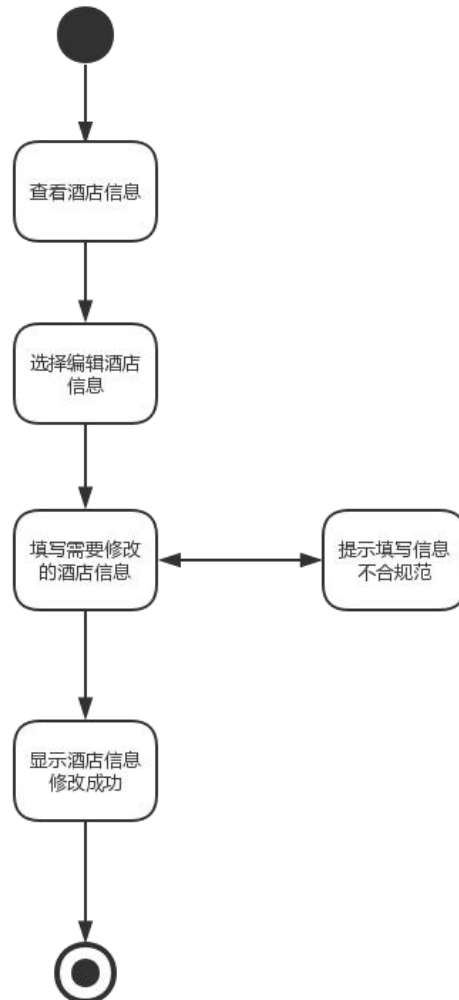 查看酒店信息
选择编辑酒店
信息
填写需要修改
的酒店信息
提示填写信息
不合规范
显示酒店信息
修改成功